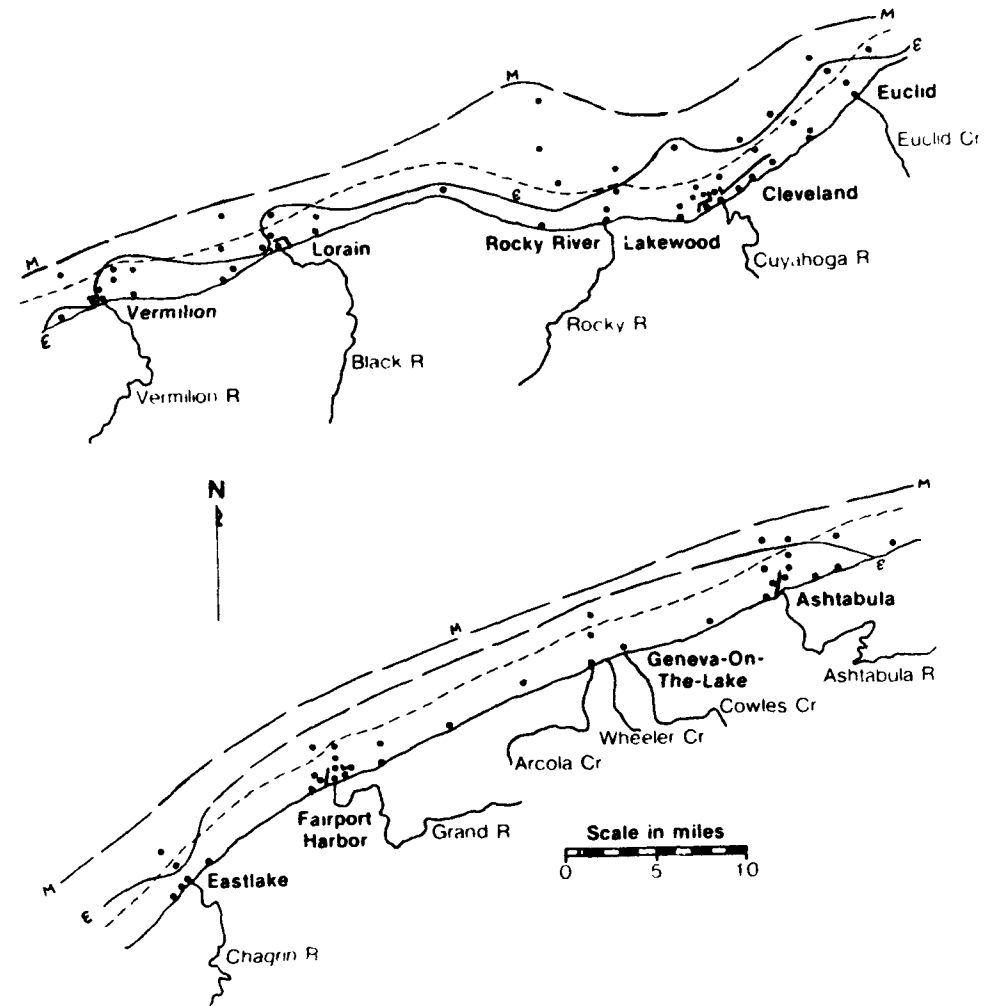 M
Ɛ
Euclid
Euclid Cr
M
Cleveland
Ɛ
Lorain
Rocky River
Lakewood
Cuyahoga R
M
Vermilion
Rocky R
Ɛ
Black R
Vermilion R
N
M
Ɛ
Ashtabula
M
Geneva-On-
The-Lake
Ashtabula R
Cowles Cr
Wheeler Cr
Arcola Cr
Fairport
Harbor
Grand R
Scale in miles
0 5 10
M
Eastlake
Ɛ
Chagrin R